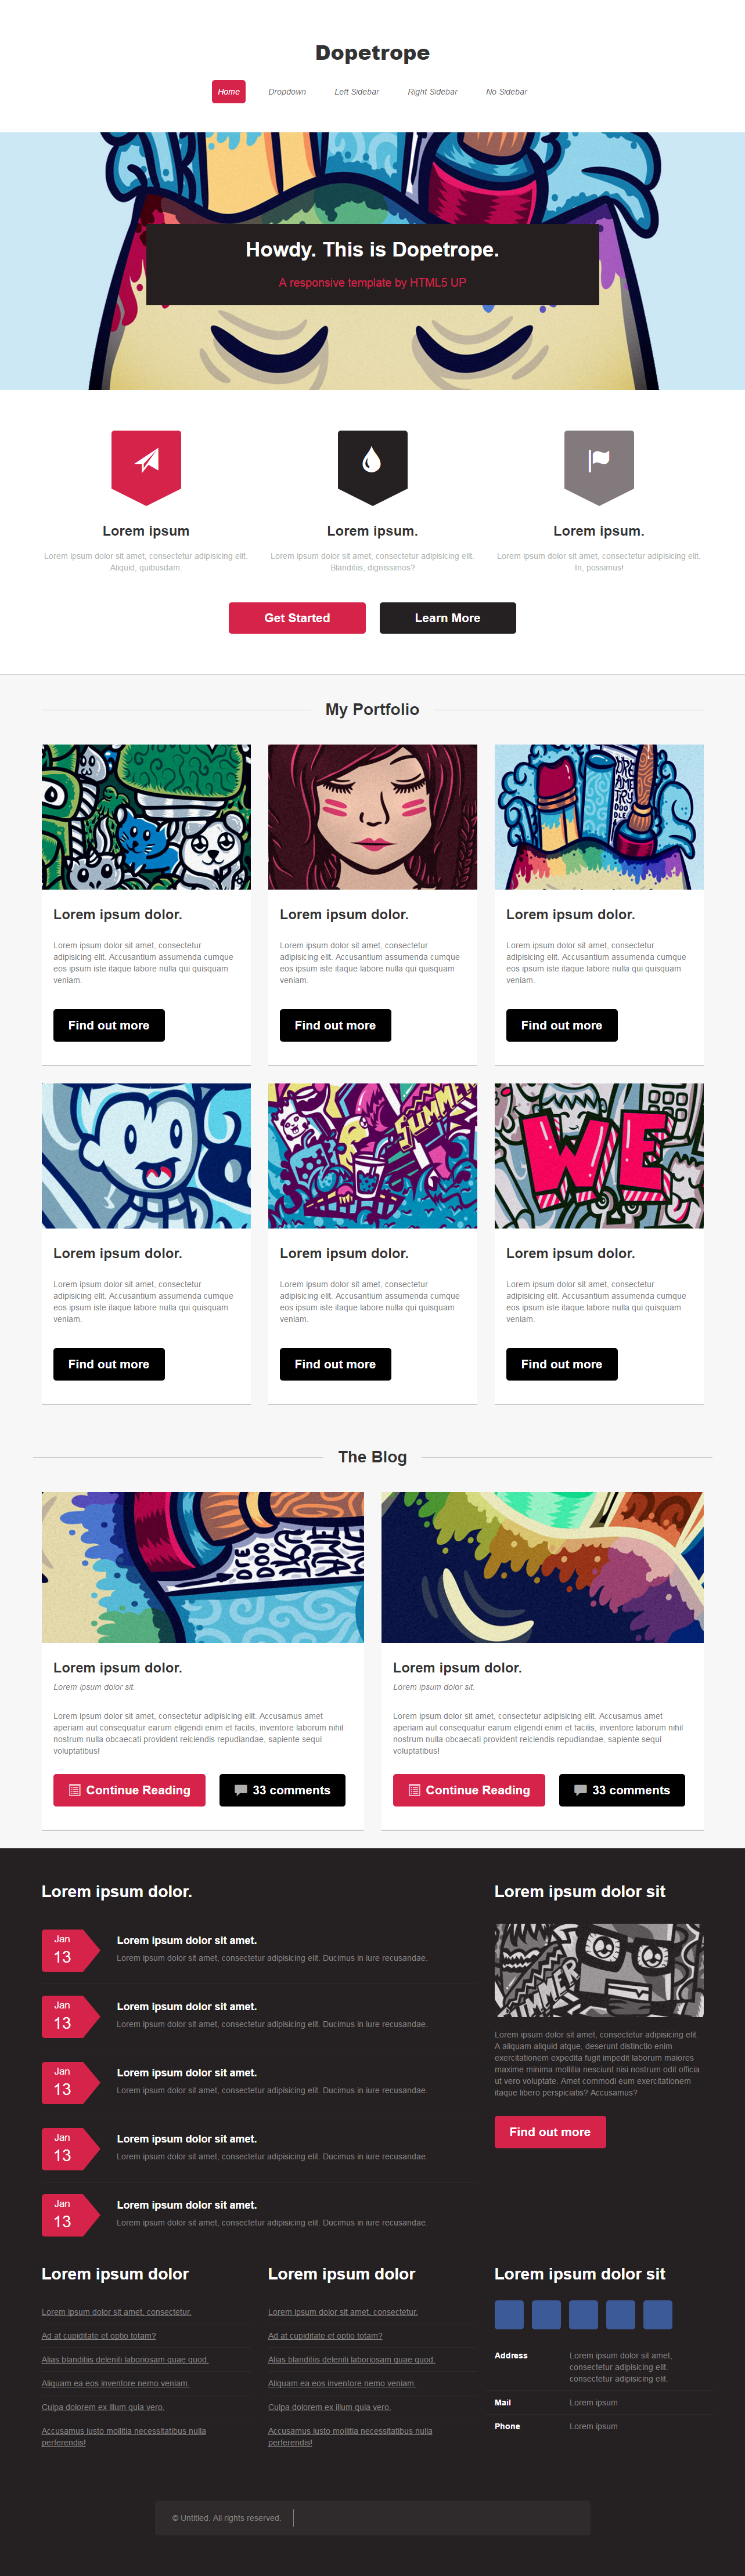 Dopetrope
Home Dropdown Left Sidebar Right Sidebar No Sidebar
Howdy. This is Dopetrope.
A responsive template by HTML5 UP
Lorem ipsum
Lorem ipsum dolor sit amet, consectetur adipisicing elit.
Aliquid, quibusdam.
Lorem ipsum.
Lorem ipsum dolor sit amet, consectetur adipisicing elit.
Blanditiis, dignissimos?
Lorem ipsum.
Lorem ipsum dolor sit amet, consectetur adipisicing elit.
In, possimus!
Get Started
Learn More
My Portfolio
DRE
AME
TRY
DOO
DLE
Lorem ipsum dolor.
Lorem ipsum dolor sit amet, consectetur
adipisicing elit. Accusantium assumenda cumque
eos ipsum iste itaque labore nulla qui quisquam
veniam.
Find out more
Lorem ipsum dolor.
Lorem ipsum dolor sit amet, consectetur
adipisicing elit. Accusantium assumenda cumque
eos ipsum iste itaque labore nulla qui quisquam
veniam.
Find out more
Lorem ipsum dolor.
Lorem ipsum dolor sit amet, consectetur
adipisicing elit. Accusantium assumenda cumque
eos ipsum iste itaque labore nulla qui quisquam
veniam.
Find out more
SUMMER
WE
Lorem ipsum dolor.
Lorem ipsum dolor sit amet, consectetur
adipisicing elit. Accusantium assumenda cumque
eos ipsum iste itaque labore nulla qui quisquam
veniam.
Find out more
Lorem ipsum dolor.
Lorem ipsum dolor sit amet, consectetur
adipisicing elit. Accusantium assumenda cumque
eos ipsum iste itaque labore nulla qui quisquam
veniam.
Find out more
Lorem ipsum dolor.
Lorem ipsum dolor sit amet, consectetur
adipisicing elit. Accusantium assumenda cumque
eos ipsum iste itaque labore nulla qui quisquam
veniam.
Find out more
The Blog
Lorem ipsum dolor.
Lorem ipsum dolor sit.
Lorem ipsum dolor sit amet, consectetur adipisicing elit. Accusamus amet
aperiam aut consequatur earum eligendi enim et facilis, inventore laborum nihil
nostrum nulla obcaecati provident reiciendis repudiandae, sapiente sequi
voluptatibus!
Continue Reading
33 comments
Lorem ipsum dolor.
Lorem ipsum dolor sit.
Lorem ipsum dolor sit amet, consectetur adipisicing elit. Accusamus amet
aperiam aut consequatur earum eligendi enim et facilis, inventore laborum nihil
nostrum nulla obcaecati provident reiciendis repudiandae, sapiente sequi
voluptatibus!
Continue Reading
33 comments
Lorem ipsum dolor.
Jan
13
Lorem ipsum dolor sit amet.
Lorem ipsum dolor sit amet, consectetur adipisicing elit. Ducimus in iure recusandae.
Jan
13
Lorem ipsum dolor sit amet.
Lorem ipsum dolor sit amet, consectetur adipisicing elit. Ducimus in iure recusandae.
Jan
13
Lorem ipsum dolor sit amet.
Lorem ipsum dolor sit amet, consectetur adipisicing elit. Ducimus in iure recusandae.
Jan
13
Lorem ipsum dolor sit amet.
Lorem ipsum dolor sit amet, consectetur adipisicing elit. Ducimus in iure recusandae.
Jan
13
Lorem ipsum dolor sit amet.
Lorem ipsum dolor sit amet, consectetur adipisicing elit. Ducimus in iure recusandae.
Lorem ipsum dolor sit
SUMMER
Lorem ipsum dolor sit amet, consectetur adipisicing elit.
A aliquam aliquid atque, deserunt distinctio enim
exercitationem expedita fugit impedit laborum maiores
maxime minima mollitia nesciunt nisi nostrum odit officia
ut vero voluptate. Amet commodi eum exercitationem
itaque libero perspiciatis? Accusamus?
Find out more
Lorem ipsum dolor
Lorem ipsum dolor sit amet, consectetur.
Ad at cupiditate et optio totam?
Alias blanditiis deleniti laboriosam quae quod.
Aliquam ea eos inventore nemo veniam.
Culpa dolorem ex illum quia vero.
Accusamus iusto mollitia necessitatibus nulla
perferendis!
Lorem ipsum dolor
Lorem ipsum dolor sit amet, consectetur.
Ad at cupiditate et optio totam?
Alias blanditiis deleniti laboriosam quae quod.
Aliquam ea eos inventore nemo veniam.
Culpa dolorem ex illum quia vero.
Accusamus iusto mollitia necessitatibus nulla
perferendis!
Lorem ipsum dolor sit
Address
Lorem ipsum dolor sit amet,
consectetur adipisicing elit.
consectetur adipisicing elit.
Mail Lorem ipsum
Phone Lorem ipsum
© Untitled. All rights reserved.